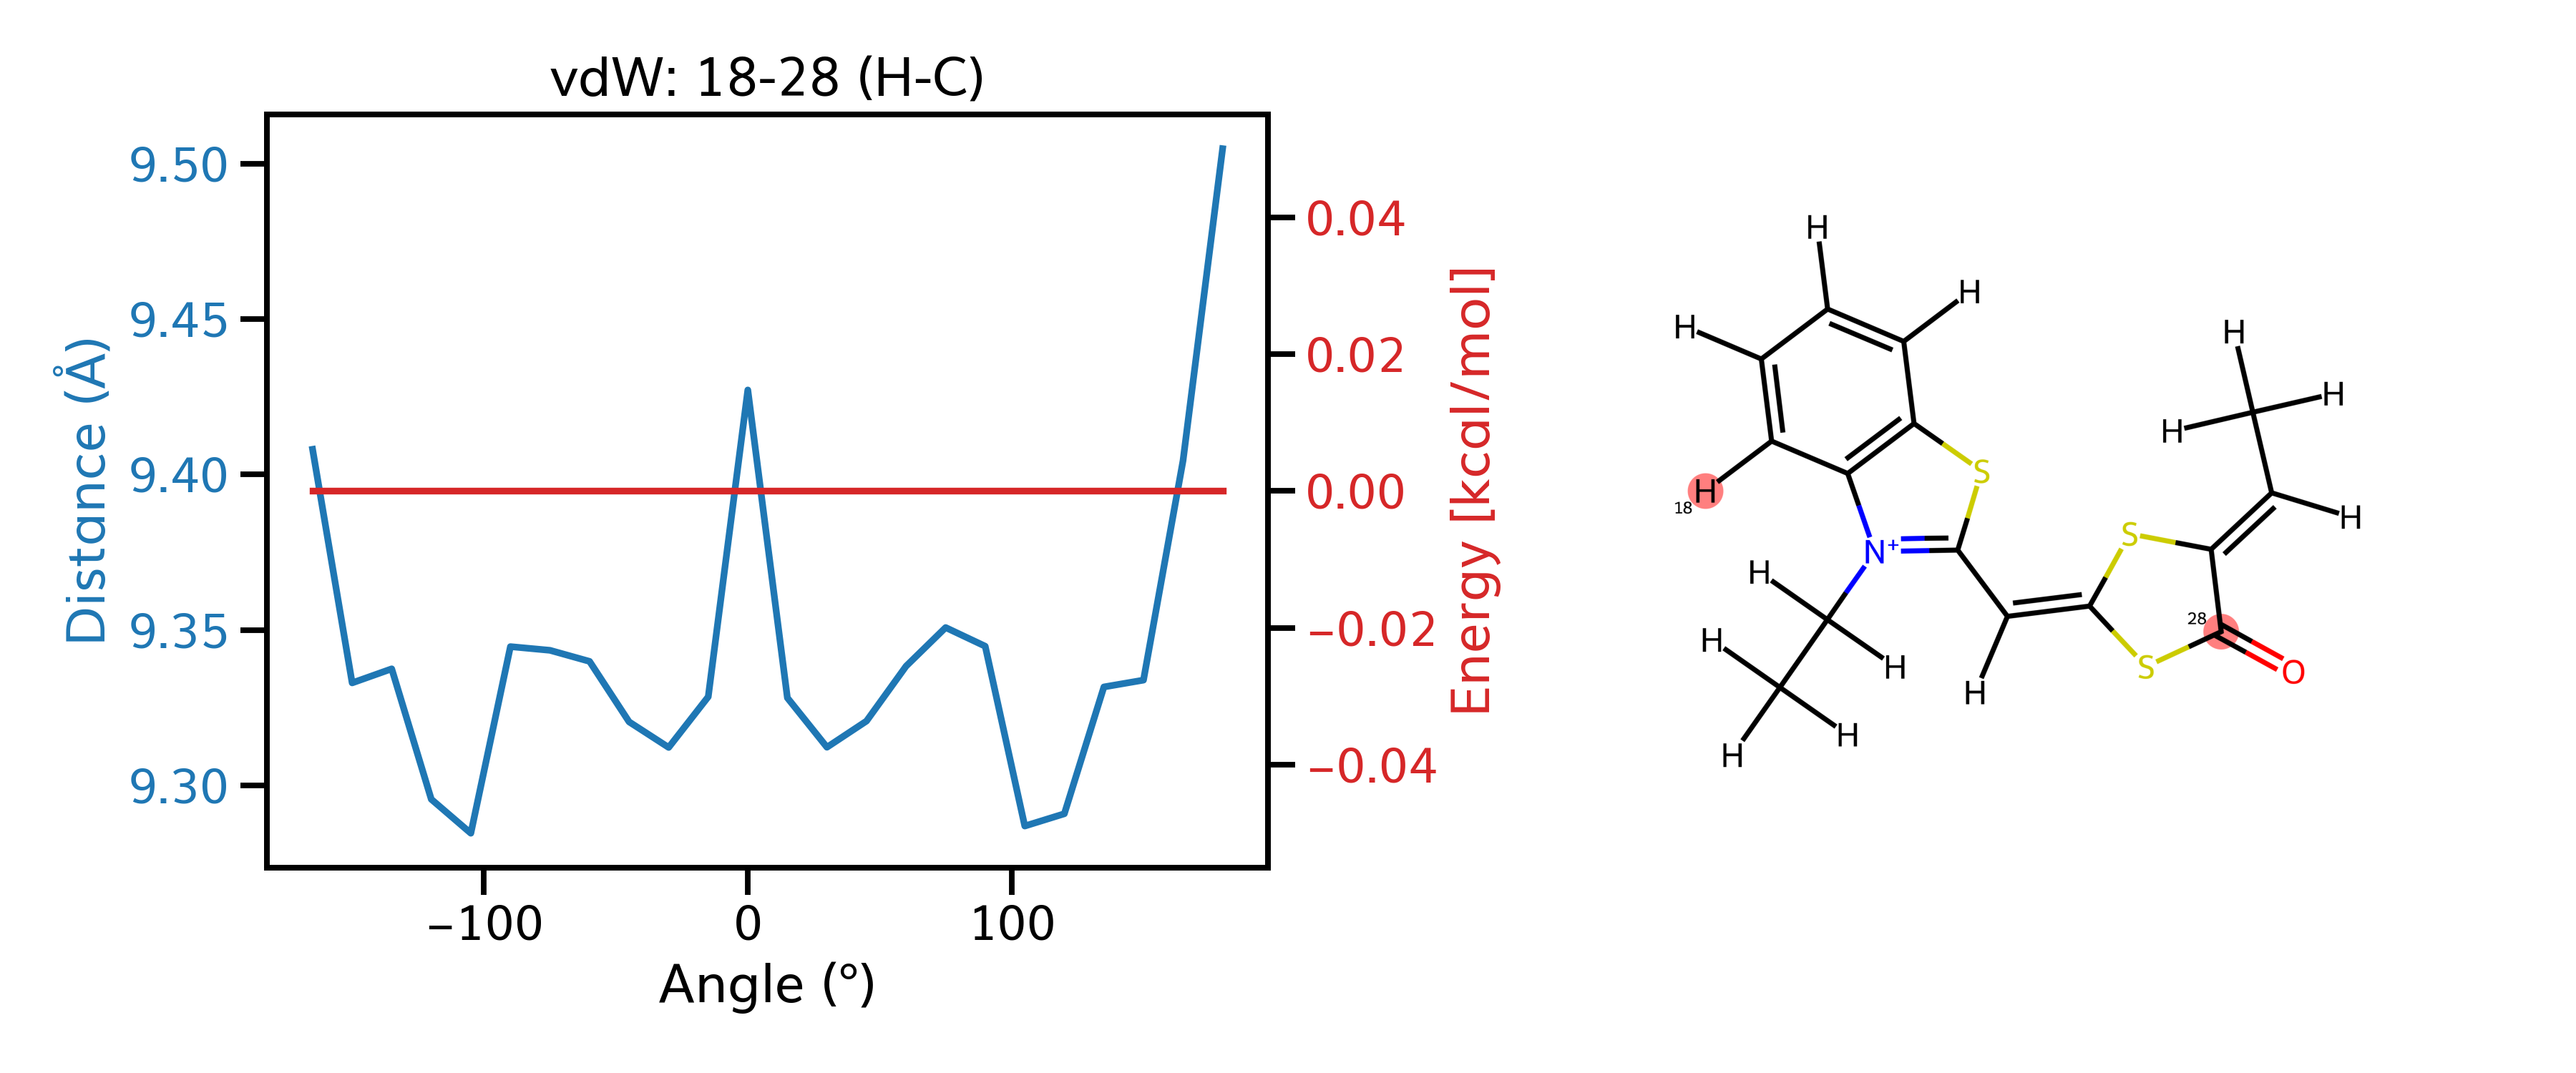 vdW: 18-28 (H-C)
9.50
9.45
9.40
9.35
9.30
Distance (Å)
−100
0
100
Angle (°)
0.04
0.02
0.00
−0.02
−0.04
Energy [kcal/mol]
H
H
H
H
H
18
S
N⁺
H
H
H
H
H
H
H
H
H
H
S
S
28
O